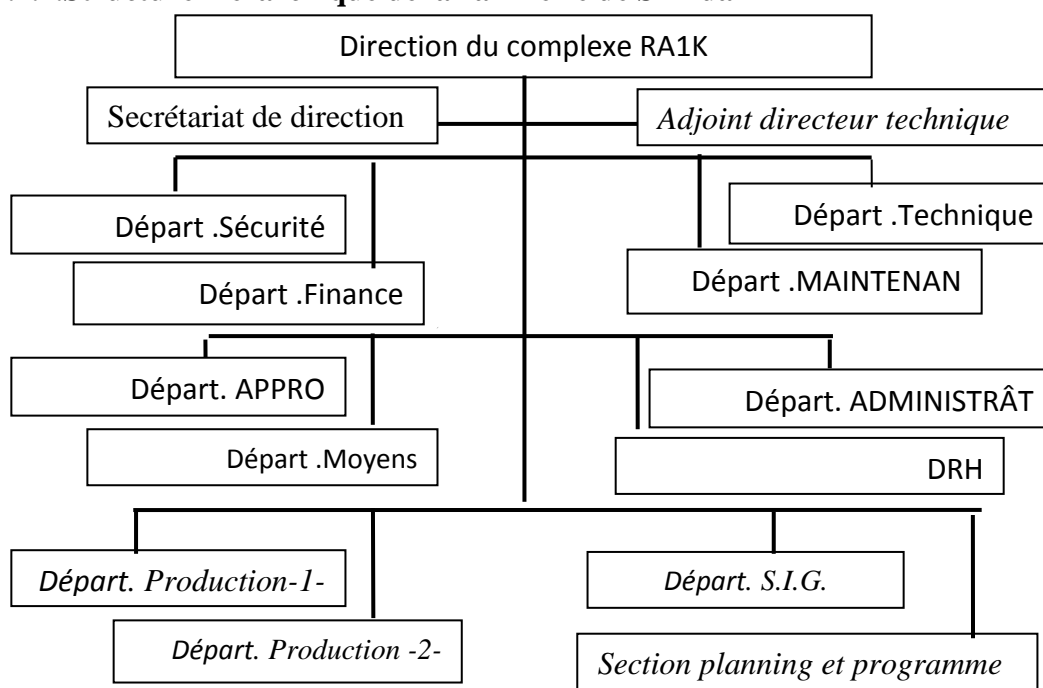 Direction du complexe RA1K
Secrétariat de direction
Adjoint directeur technique
Départ .Sécurité
Départ .Technique
Départ .Finance
Départ .MAINTENAN
Départ. APPRO
Départ. ADMINISTRÂT
Départ .Moyens
DRH
Départ. Production-1-
Départ. S.I.G.
Départ. Production -2-
Section planning et programme